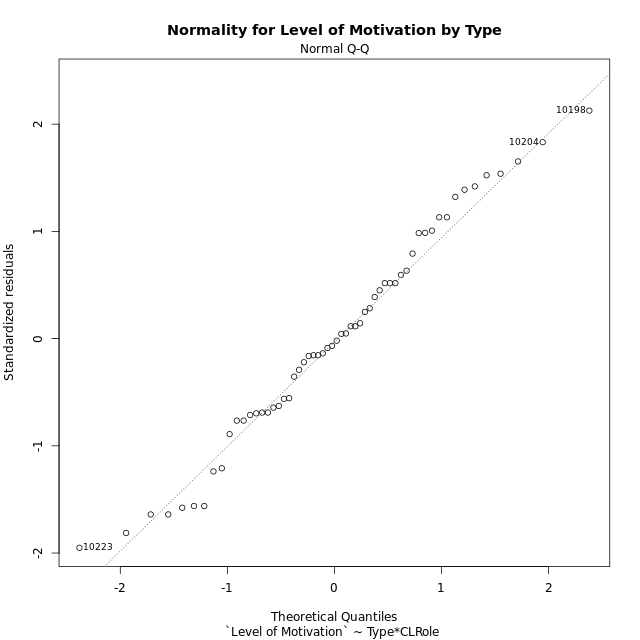 Normality for Level of Motivation by Type
Normal Q-Q
2
1
0
-1
-2
Standardized residuals
10198
10204
10223
-2 -1 0 1 2
Theoretical Quantiles
`Level of Motivation` ~ Type*CLRole